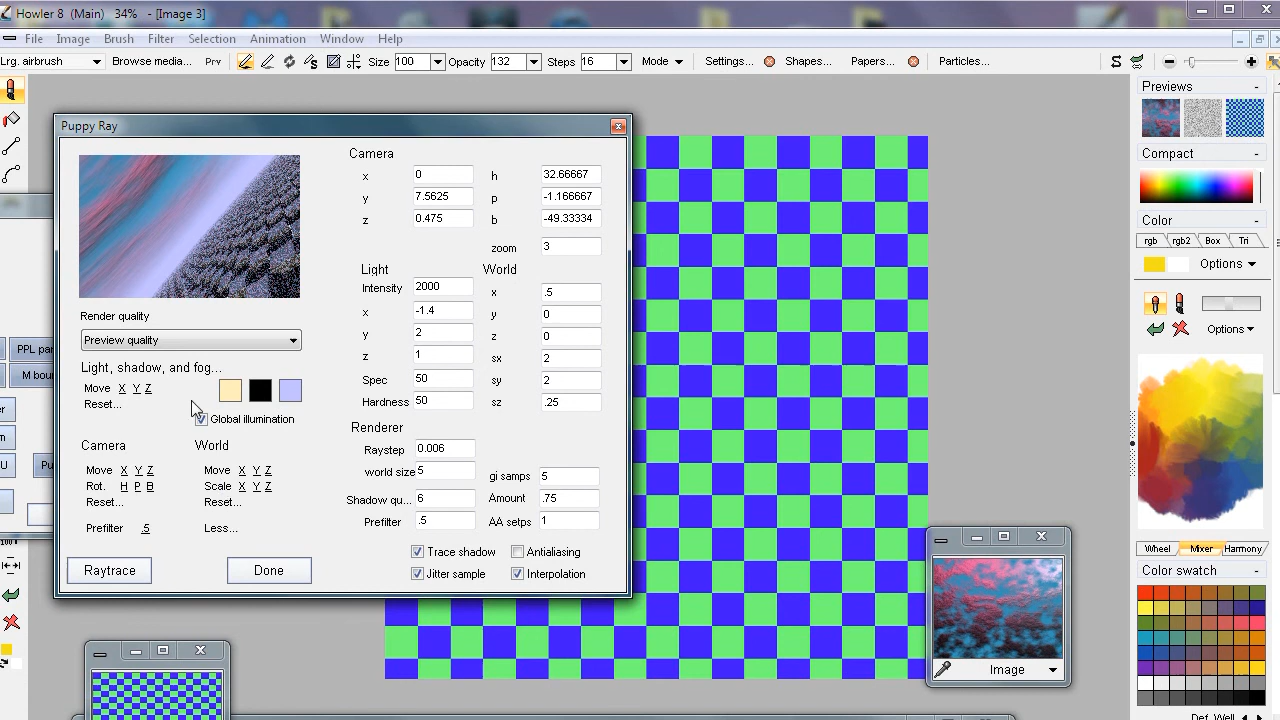 Howler 8 (Main) 34% - [Image 3]
File Image Brush Filter Selection Animation Window Help
Lrg. airbrush Browse media... Prv Size 100 Opacity 132 Steps 16 Mode Settings... Shapes... Papers... Particles...
Puppy Ray
Camera
x 0 h 32.66667
y 7.5625 p -1.166667
z 0.475 b -49.33334
zoom 3
Light World
Intensity 2000
x .5
x -1.4
y 0
y 2
z 0
z 1
sx 2
Spec 50 sy 2
Hardness 50 sz .25
Render quality
Preview quality
Light, shadow, and fog...
Move X Y Z
Reset...
Global illumination
Camera World
Move X Y Z Move X Y Z
Rot. H P B Scale X Y Z
Reset... Reset...
Prefilter .5 Less...
Raytrace Done
Renderer
Raystep 0.006
world size 5 gi samps 5
Shadow qu... 6 Amount .75
Prefilter .5 AA setps 1
Trace shadow Antialiasing
Jitter sample Interpolation
PPL par
M bour
Image
Previews -
Compact -
Color -
rgb rgb2 Box Tri
Options
Options
Wheel Mixer Harmony
Color swatch -
Def. Well